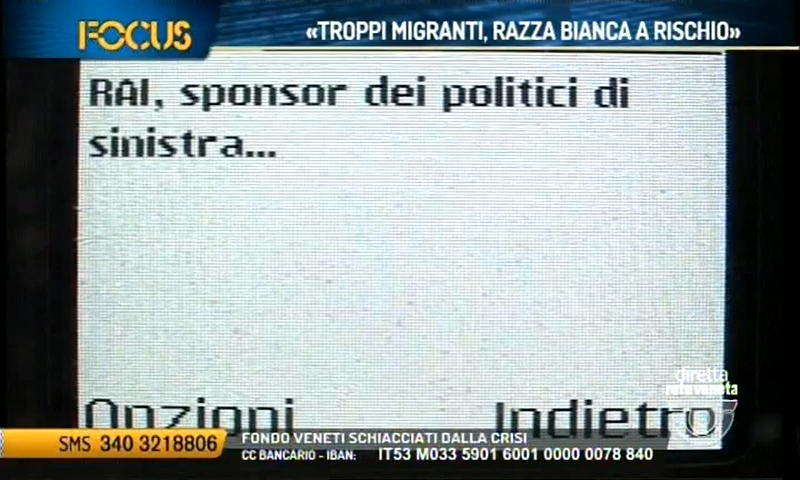 FOCUS
«TROPPI MIGRANTI, RAZZA BIANCA A RISCHIO»
RAI, sponsor dei politici di
sinistra...
Opzioni Indietro
diretta
reteveneta
SMS 340 3218806
FONDO VENETI SCHIACCIATI DALLA CRISI
CC BANCARIO - IBAN: IT53 M033 5901 6001 0000 0078 840